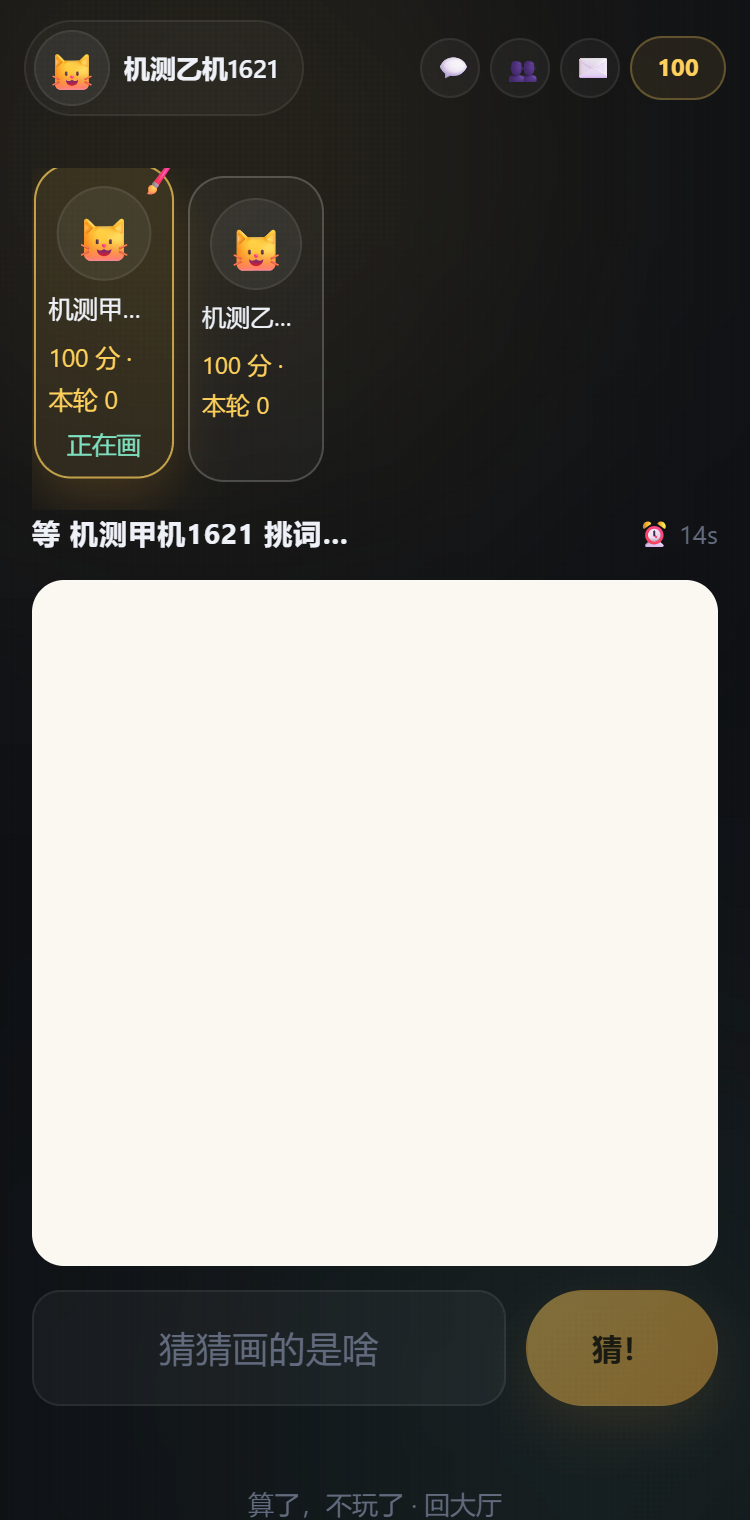 机测乙机1621
100
机测甲...
100 分 ·
本轮 0
正在画
机测乙...
100 分 ·
本轮 0
等 机测甲机1621 挑词...
14s
猜猜画的是啥
猜!
算了，不玩了 · 回大厅